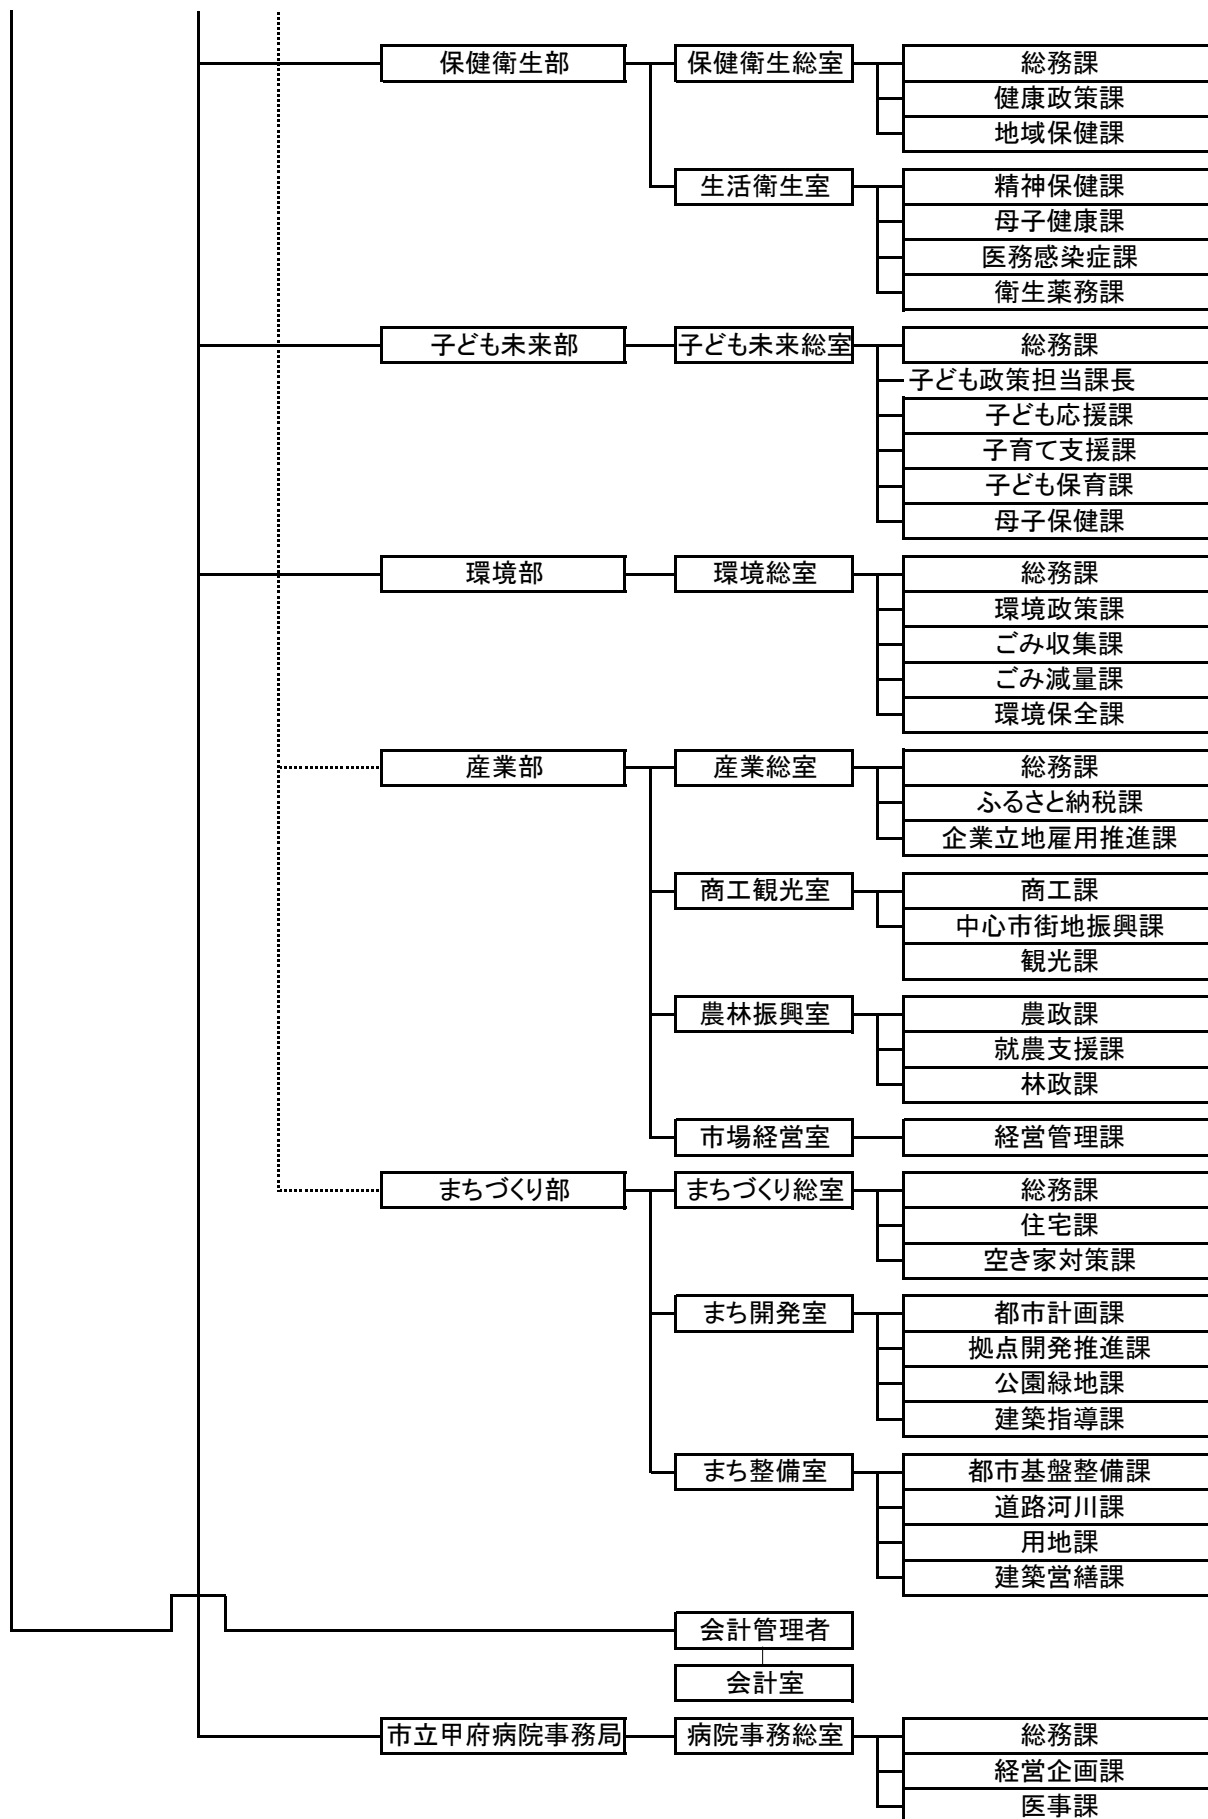 保健衛生部 保健衛生総室 総務課
健康政策課
地域保健課
生活衛生室 精神保健課
母子健康課
医務感染症課
衛生薬務課
子ども未来部 子ども未来総室 総務課
子ども政策担当課長
子ども応援課
子育て支援課
子ども保育課
母子保健課
環境部 環境総室 総務課
環境政策課
ごみ収集課
ごみ減量課
環境保全課
産業部 産業総室 総務課
ふるさと納税課
企業立地雇用推進課
商工観光室 商工課
中心市街地振興課
観光課
農林振興室 農政課
就農支援課
林政課
市場経営室 経営管理課
まちづくり部 まちづくり総室 総務課
住宅課
空き家対策課
まち開発室 都市計画課
拠点開発推進課
公園緑地課
建築指導課
まち整備室 都市基盤整備課
道路河川課
用地課
建築営繕課
会計管理者
会計室
市立甲府病院事務局 病院事務総室 総務課
経営企画課
医事課